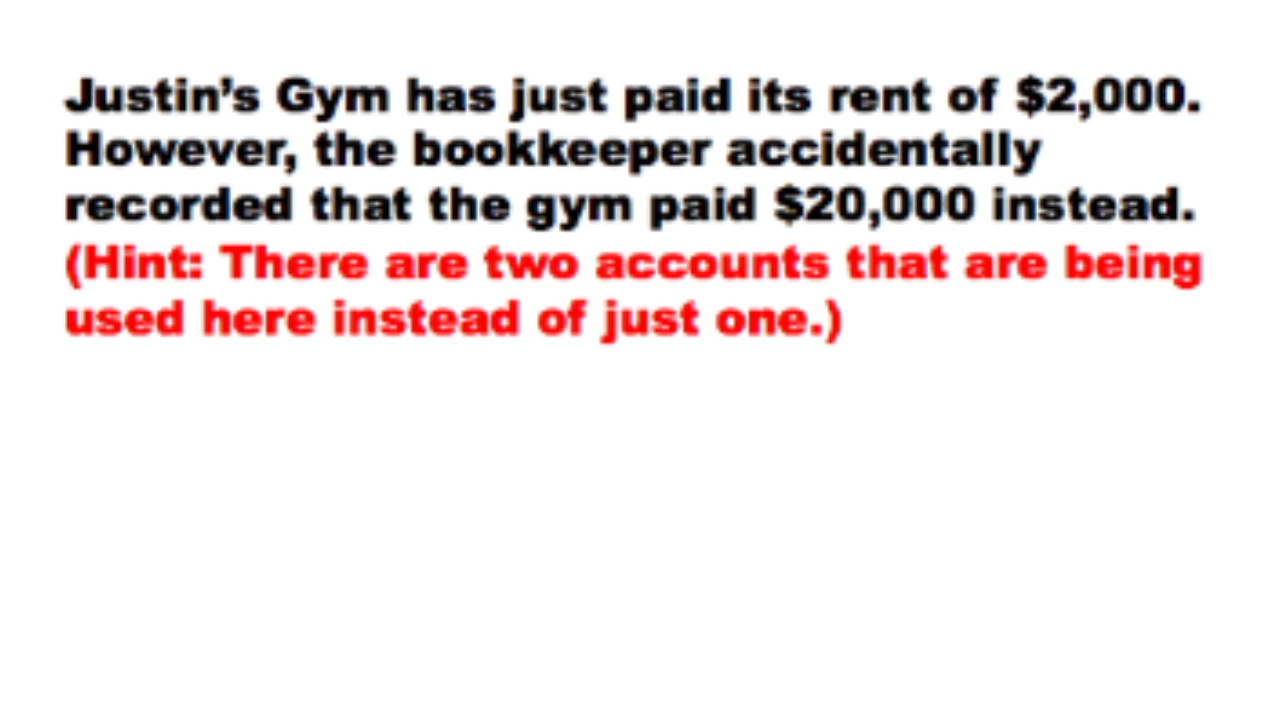 Justin’s Gym has just paid its rent of $2,000.
However, the bookkeeper accidentally
recorded that the gym paid $20,000 instead.
(Hint: There are two accounts that are being
used here instead of just one.)